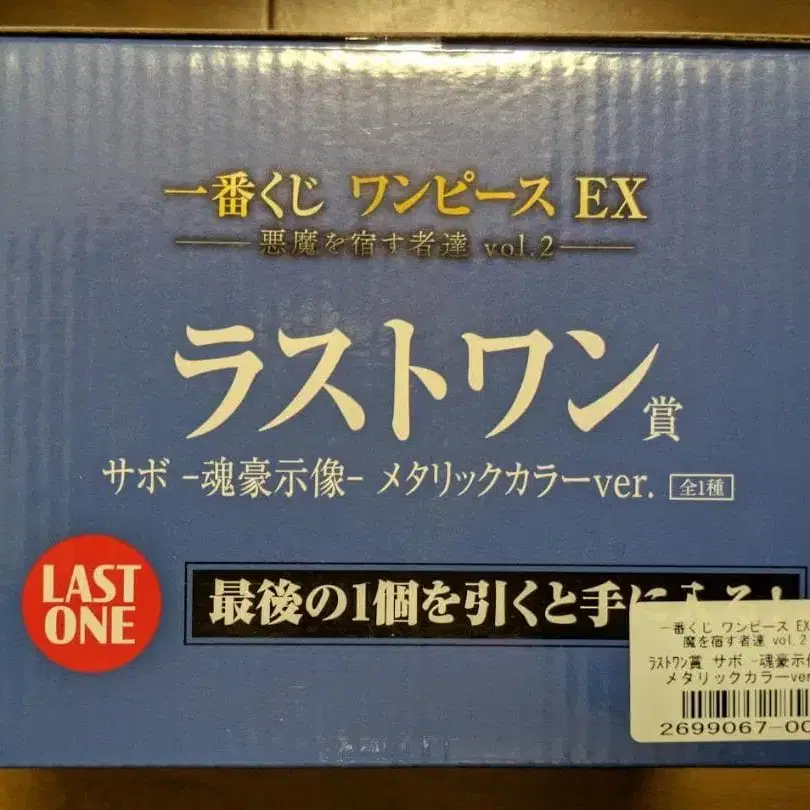 一番くじ ワンピース EX
悪魔を宿す者達 vol.2
ラストワン賞
サボ -魂豪示像- メタリックカラーver. 全1種
LAST
ONE
最後の1個を引くと手に入る!
一番くじ ワンピース EX
魔を宿す者達 vol.2
ラストワン賞 サボ -魂豪示像
メタリックカラーver
2699067-00